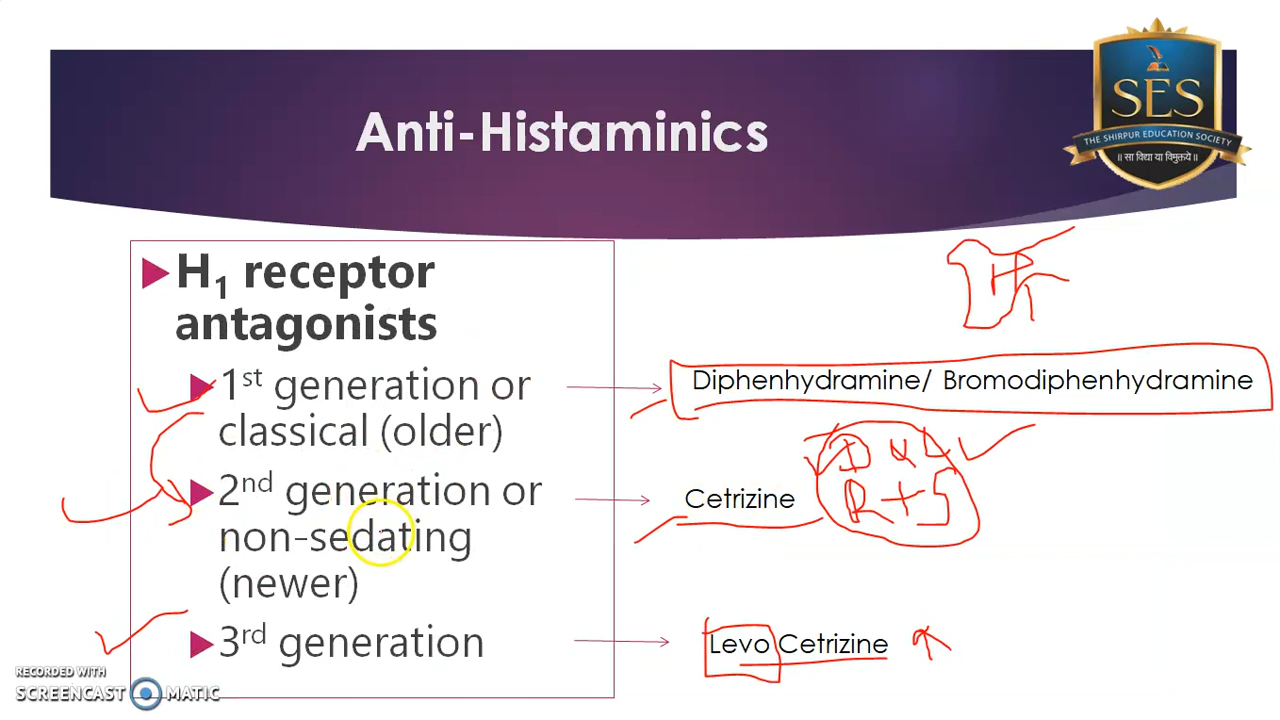 Anti-Histaminics
SES
THE SHIRPUR EDUCATION SOCIETY
॥ सा विद्या या विमुक्तये ॥
H1 receptor
antagonists
1st generation or
classical (older)
Diphenhydramine/ Bromodiphenhydramine
2nd generation or
non-sedating
(newer)
Cetrizine
D & L
R + S
3rd generation
Levo Cetrizine
RECORDED WITH
SCREENCAST MATIC